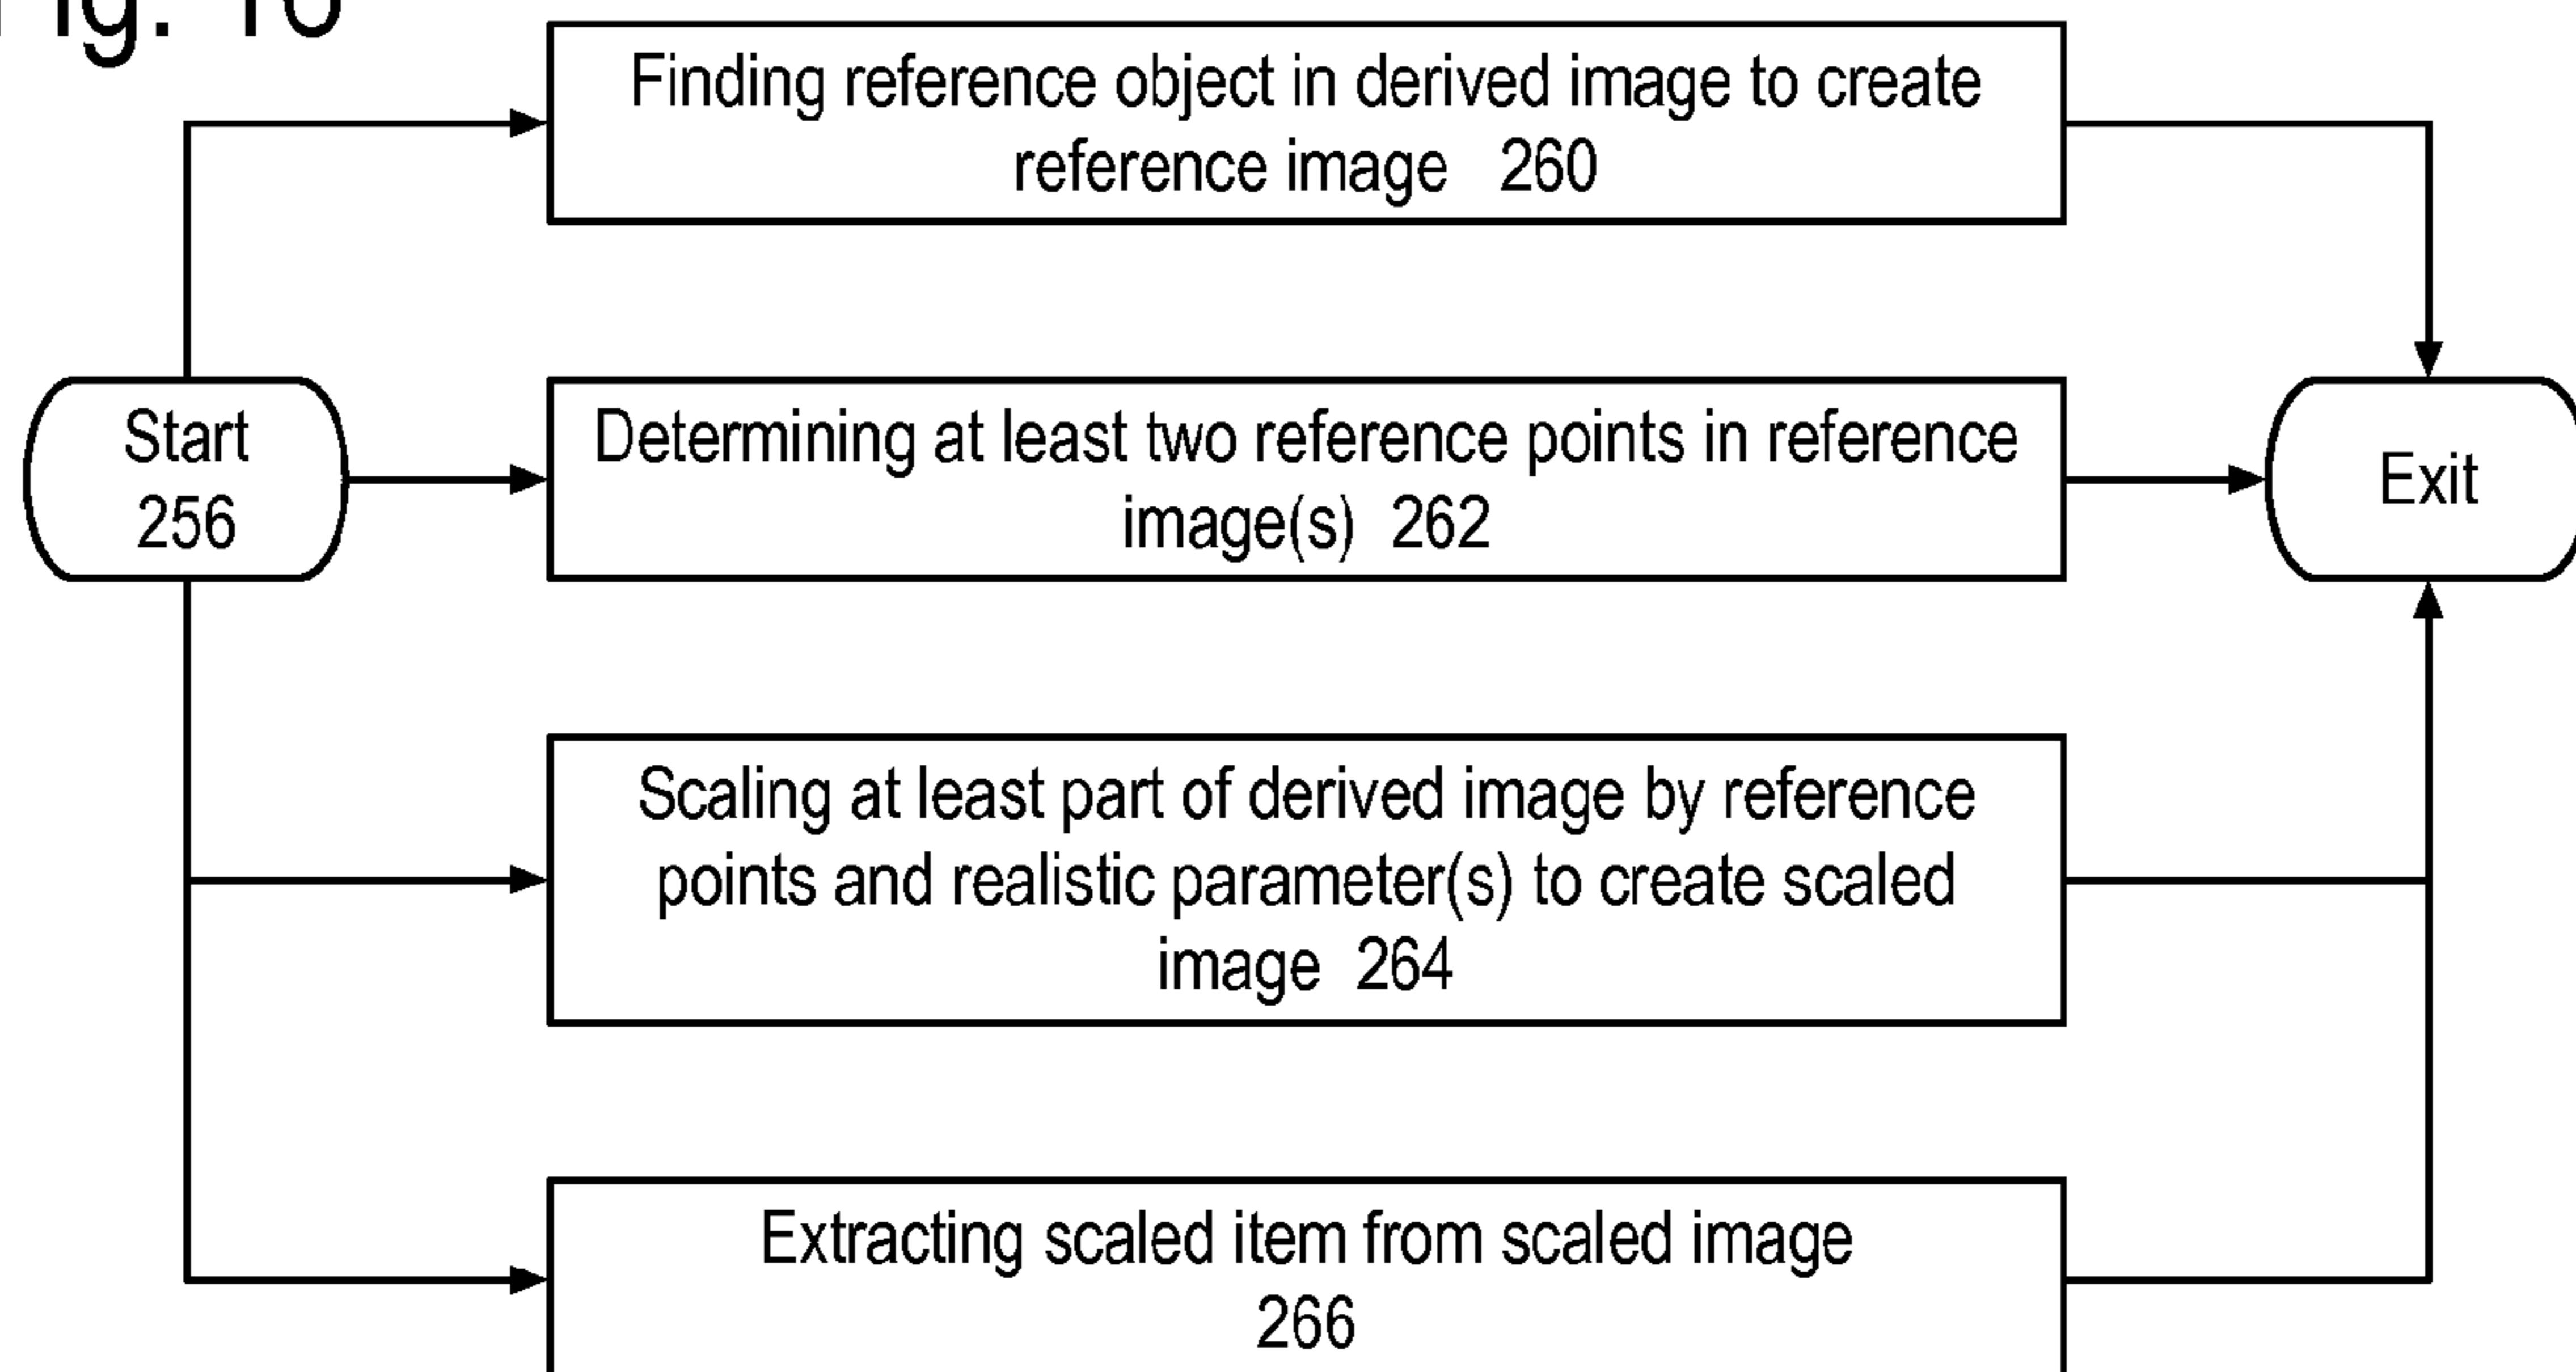 Fig.
Finding reference object in derived image to create
reference image 260
Start
256
Determining at least two reference points in reference
image(s) 262
Exit
Scaling at least part of derived image by reference
points and realistic parameter(s) to create scaled
image 264
Extracting scaled item from scaled image
266